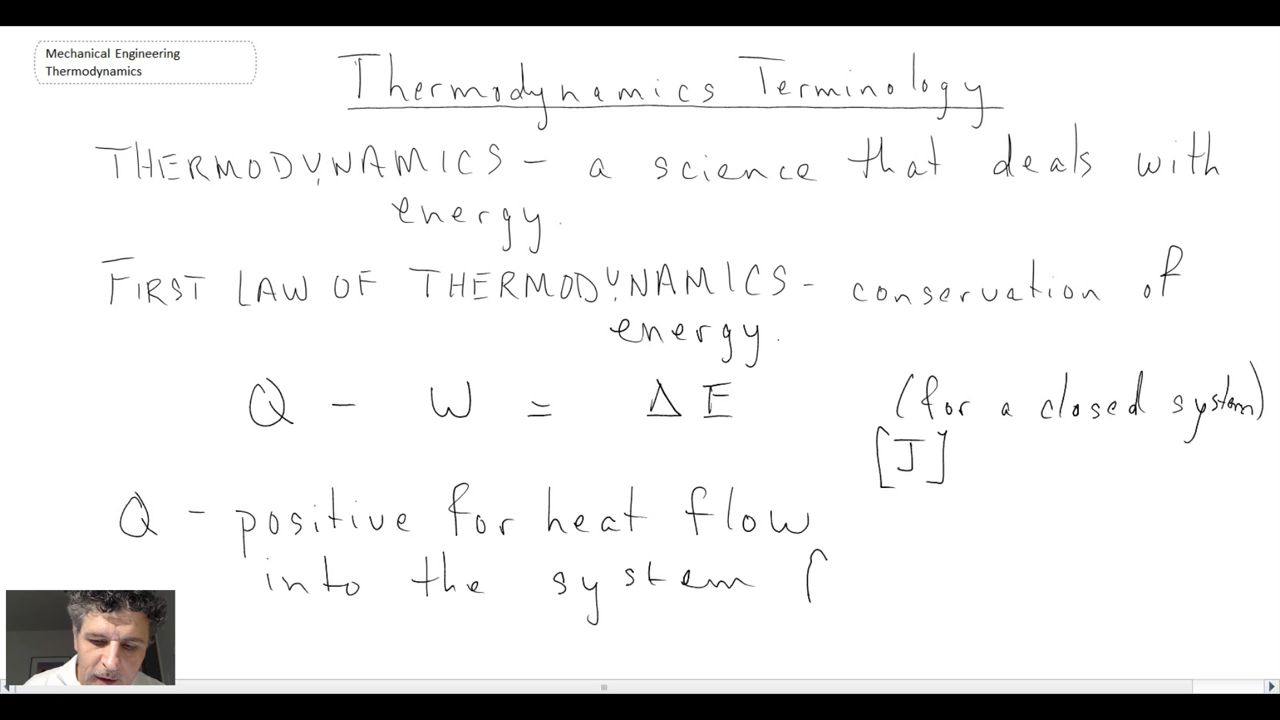 Mechanical Engineering
Thermodynamics
Thermodynamics Terminology
THERMODYNAMICS - a science that deals with
energy.
FIRST LAW OF THERMODYNAMICS - conservation of
energy.
Q - W = ΔE (for a closed system)
[J]
Q - positive for heat flow
into the system (